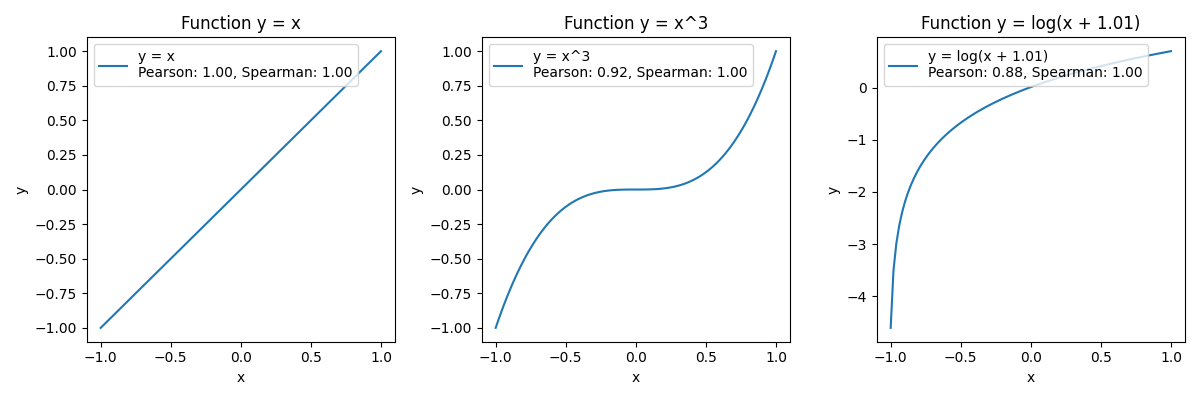 Function y = x
y = x
Pearson: 1.00, Spearman: 1.00
1.00
0.75
0.50
0.25
0.00
−0.25
−0.50
−0.75
−1.00
y
−1.0 −0.5 0.0 0.5 1.0
x
Function y = x^3
y = x^3
Pearson: 0.92, Spearman: 1.00
1.00
0.75
0.50
0.25
0.00
−0.25
−0.50
−0.75
−1.00
y
−1.0 −0.5 0.0 0.5 1.0
x
Function y = log(x + 1.01)
y = log(x + 1.01)
Pearson: 0.88, Spearman: 1.00
0
−1
−2
−3
−4
y
−1.0 −0.5 0.0 0.5 1.0
x